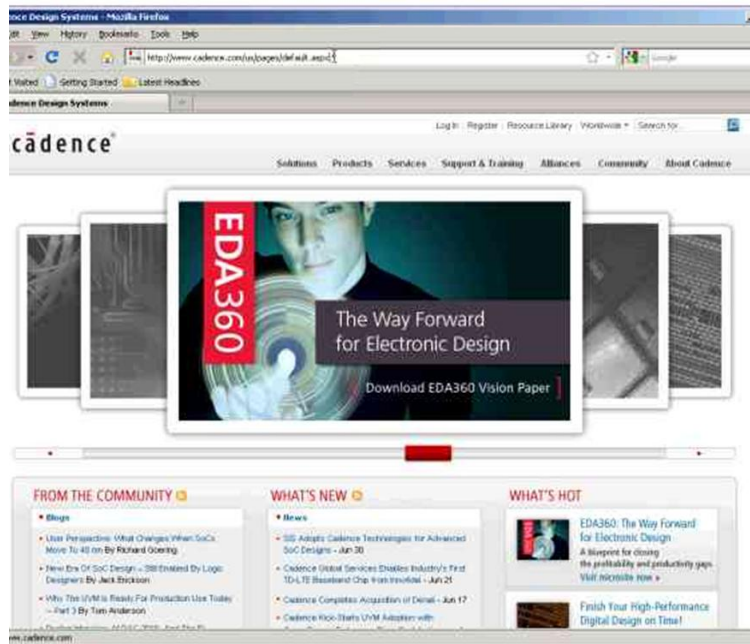 nce Design Systems - Mozilla Firefox
dit View History Bookmarks Tools Help
http://www.cadence.com/us/pages/default.aspx
Google
t Visited Getting Started Latest Headlines
dence Design Systems
Log In Register Resource Library Worldwide Search for...
cādence®
Solutions Products Services Support & Training Alliances Community About Cadence
EDA360
The Way Forward
for Electronic Design
Download EDA360 Vision Paper
FROM THE COMMUNITY
WHAT'S NEW
WHAT'S HOT
Blogs
User Perspective: What Changes When SoCs
Move To 40 nm By Richard Goering
New Era Of SoC Design – Still Enabled By Logic
Designers By Jack Erickson
Why The UVM Is Ready For Production Use Today
– Part 3 By Tom Anderson
News
SiS Adopts Cadence Technologies for Advanced
SoC Designs - Jun 30
Cadence Global Services Enables Industry's First
TD-LTE Baseband Chip from Innofidei - Jun 21
Cadence Completes Acquisition of Denali - Jun 17
Cadence Kick-Starts UVM Adoption with
EDA360: The Way Forward
for Electronic Design
A blueprint for closing
the profitability and productivity gaps.
Visit microsite now »
Finish Your High-Performance
Digital Design on Time!
ww.cadence.com